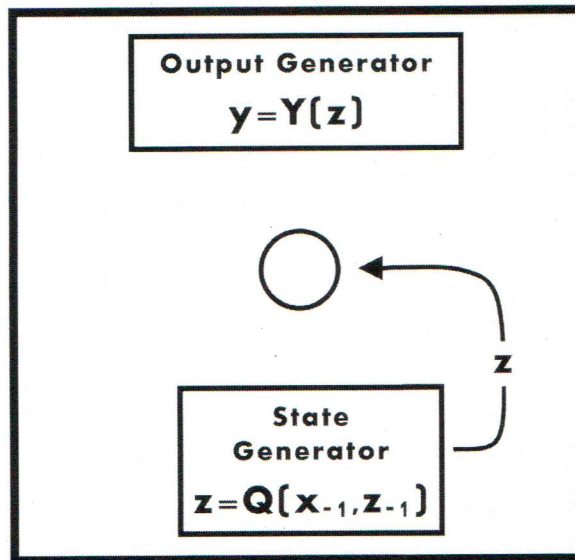 Output Generator
y=Y(z)
z
State
Generator
z=Q(x₋₁,z₋₁)